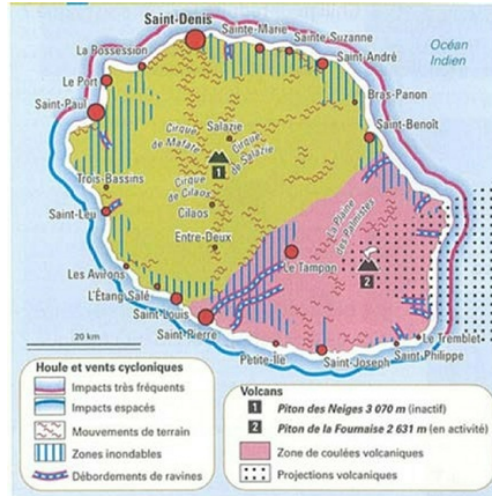 Saint-Denis
Sainte-Marie
Sainte-Suzanne
Océan
Indien
La Possession
Saint-André
Le Port
Bras-Panon
Saint-Paul
Cirque
de Mafate
Salazie
Cirque
de Salazie
Saint-Benoît
1
Trois-Bassins
Cirque
de Cilaos
Cilaos
La Plaine
des Palmistes
Saint-Leu
Entre-Deux
Le Tampon
2
Les Avirons
L'Étang Salé
Saint-Louis
Saint-Pierre
Le Tremblet
20 km
Petite-Île
Saint-Joseph
Saint-Philippe
Houle et vents cycloniques
Impacts très fréquents
Impacts espacés
Mouvements de terrain
Zones inondables
Débordements de ravines
Volcans
1 Piton des Neiges 3 070 m (inactif)
2 Piton de la Fournaise 2 631 m (en activité)
Zone de coulées volcaniques
Projections volcaniques